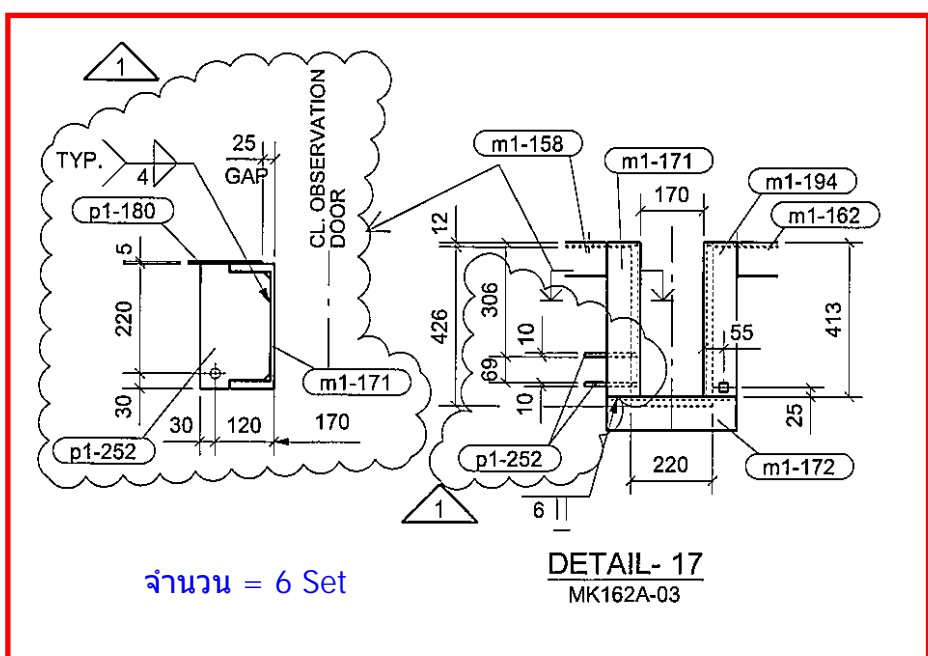 1
TYP.
4
25
GAP
CL. OBSERVATION
DOOR
p1-180
5
220
30
m1-171
30
120
170
p1-252
m1-158
m1-171
m1-194
m1-162
170
12
306
426
10
69
10
55
413
25
p1-252
220
m1-172
6
1
DETAIL- 17
MK162A-03
จำนวน = 6 Set